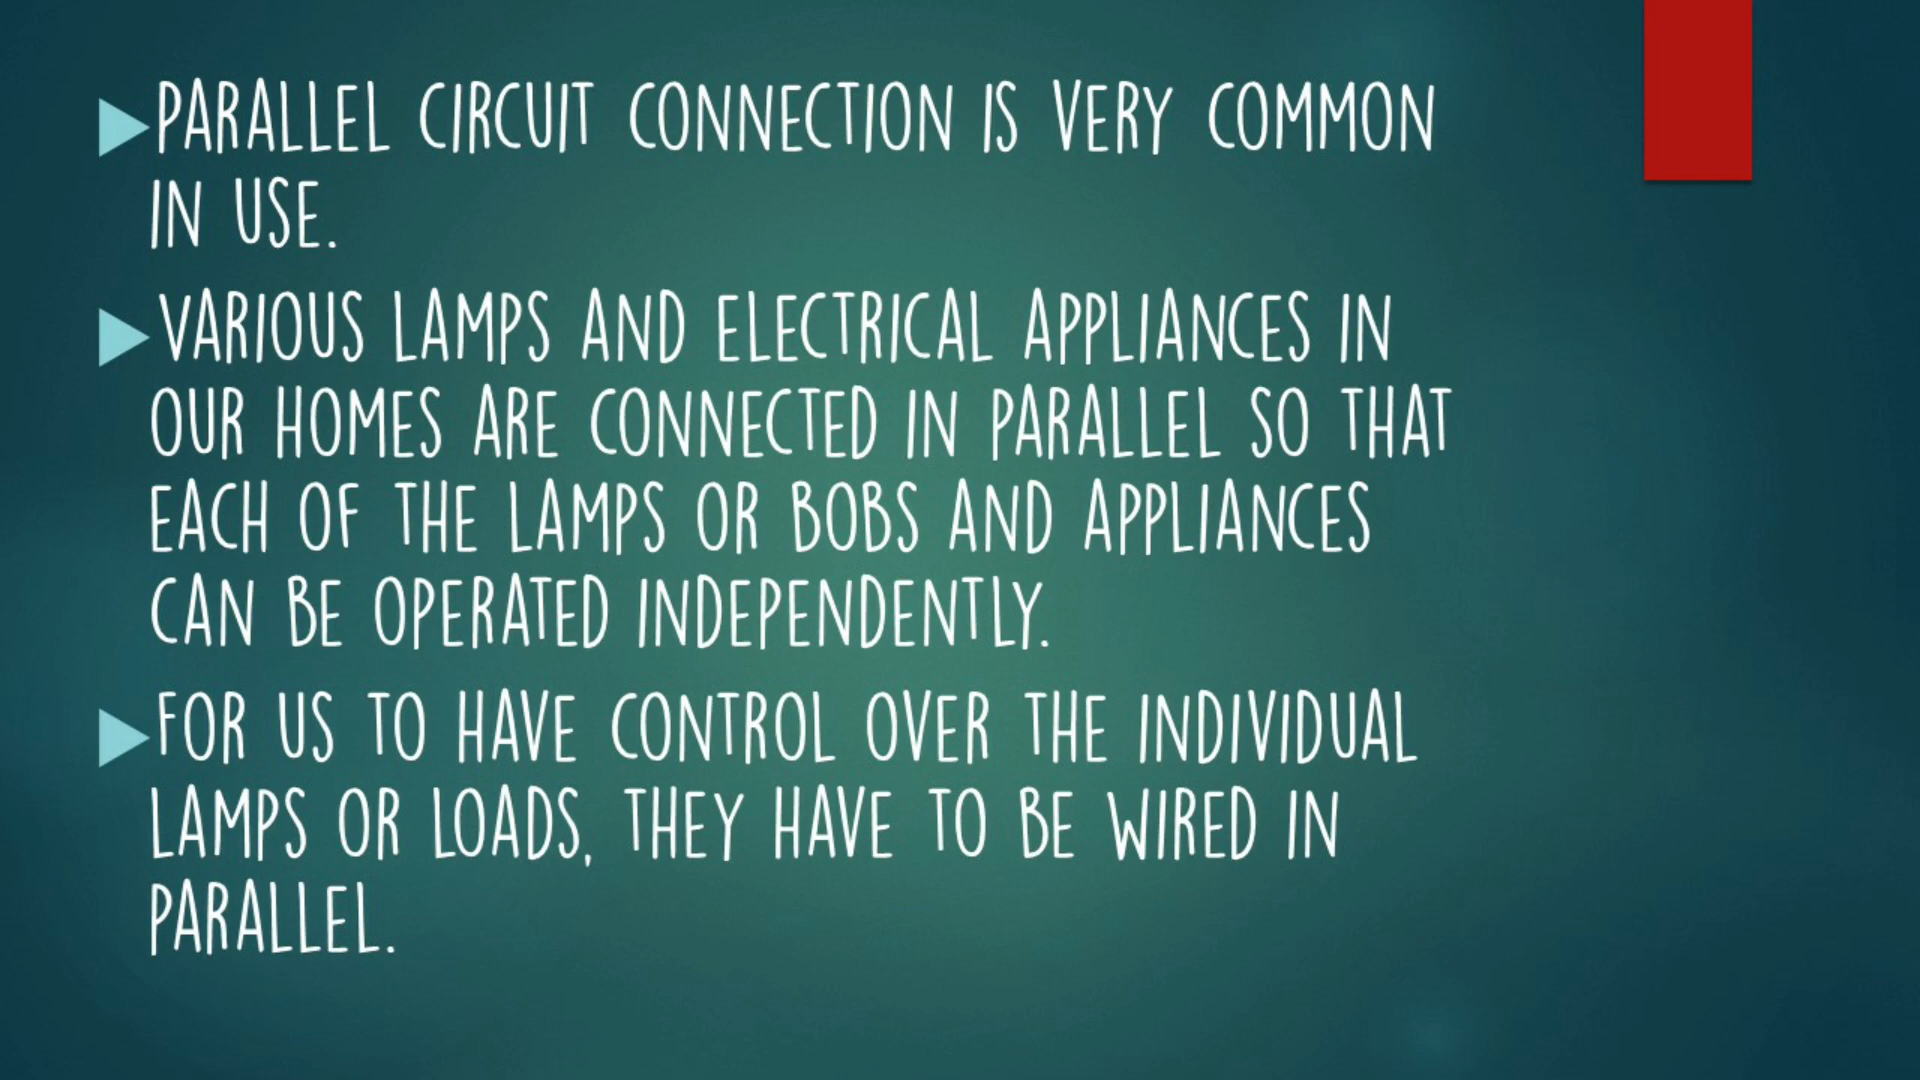 PARALLEL CIRCUIT CONNECTION IS VERY COMMON
IN USE.
VARIOUS LAMPS AND ELECTRICAL APPLIANCES IN
OUR HOMES ARE CONNECTED IN PARALLEL SO THAT
EACH OF THE LAMPS OR BOBS AND APPLIANCES
CAN BE OPERATED INDEPENDENTLY.
FOR US TO HAVE CONTROL OVER THE INDIVIDUAL
LAMPS OR LOADS, THEY HAVE TO BE WIRED IN
PARALLEL.